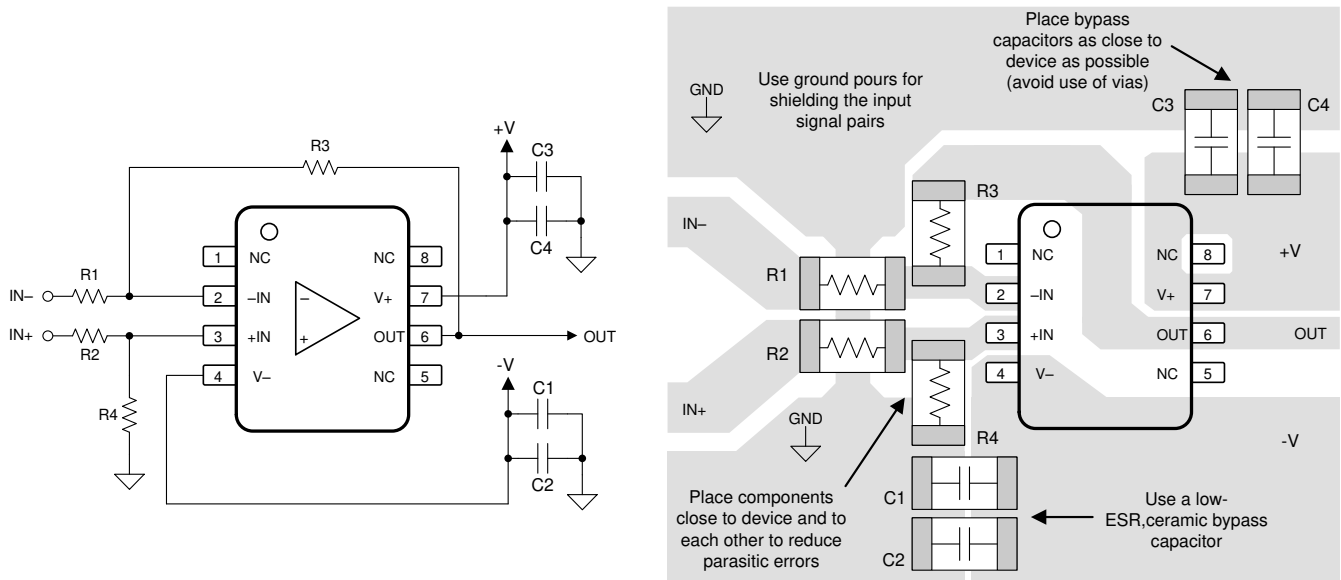 R3
+V
C3
C4
NC
NC
1
8
R1
IN–
–IN
V+
2
7
–
IN+
+IN
OUT
3
6
OUT
+
R2
-V
V–
NC
4
5
C1
R4
C2
Place bypass
capacitors as close to
device as possible
(avoid use of vias)
Use ground pours for
shielding the input
signal pairs
GND
C3
C4
R3
IN–
1
NC
NC
8
+V
R1
2
–IN
V+
7
3
+IN
OUT
6
OUT
R2
4
V–
NC
5
IN+
GND
R4
-V
Place components
close to device and to
each other to reduce
parasitic errors
C1
C2
Use a low-
ESR,ceramic bypass
capacitor